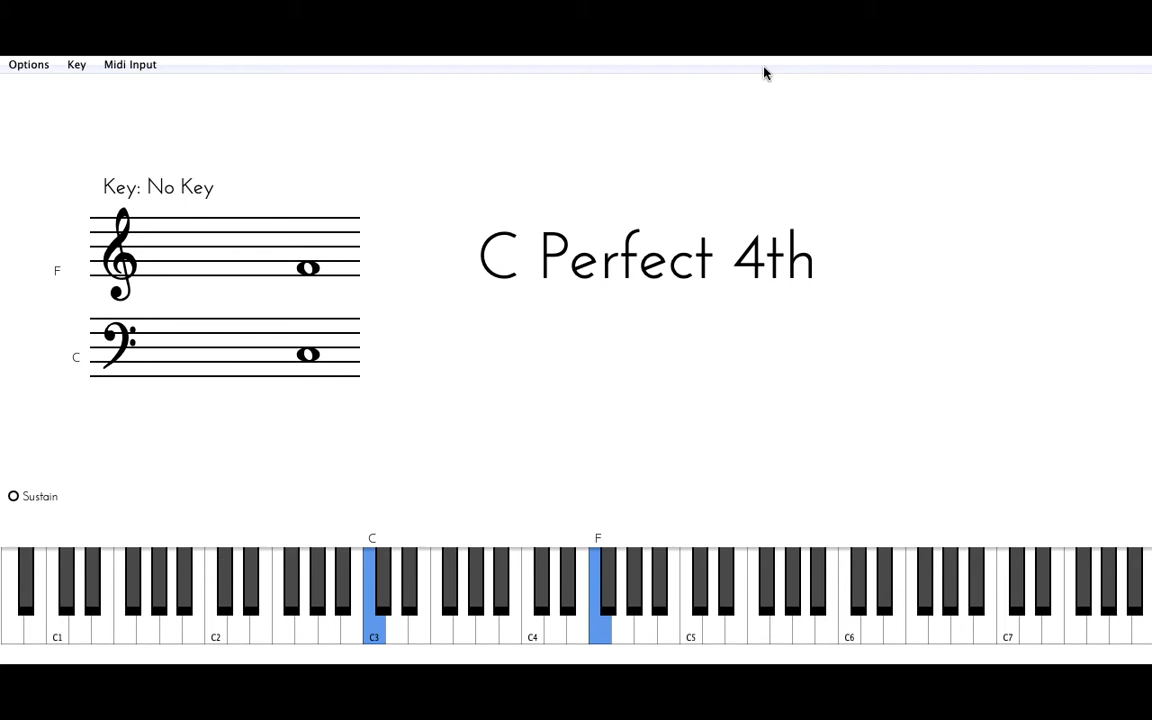 Options Key Midi Input
Key: No Key
C Perfect 4th
F
C
Sustain
C F
C1 C2 C3 C4 C5 C6 C7